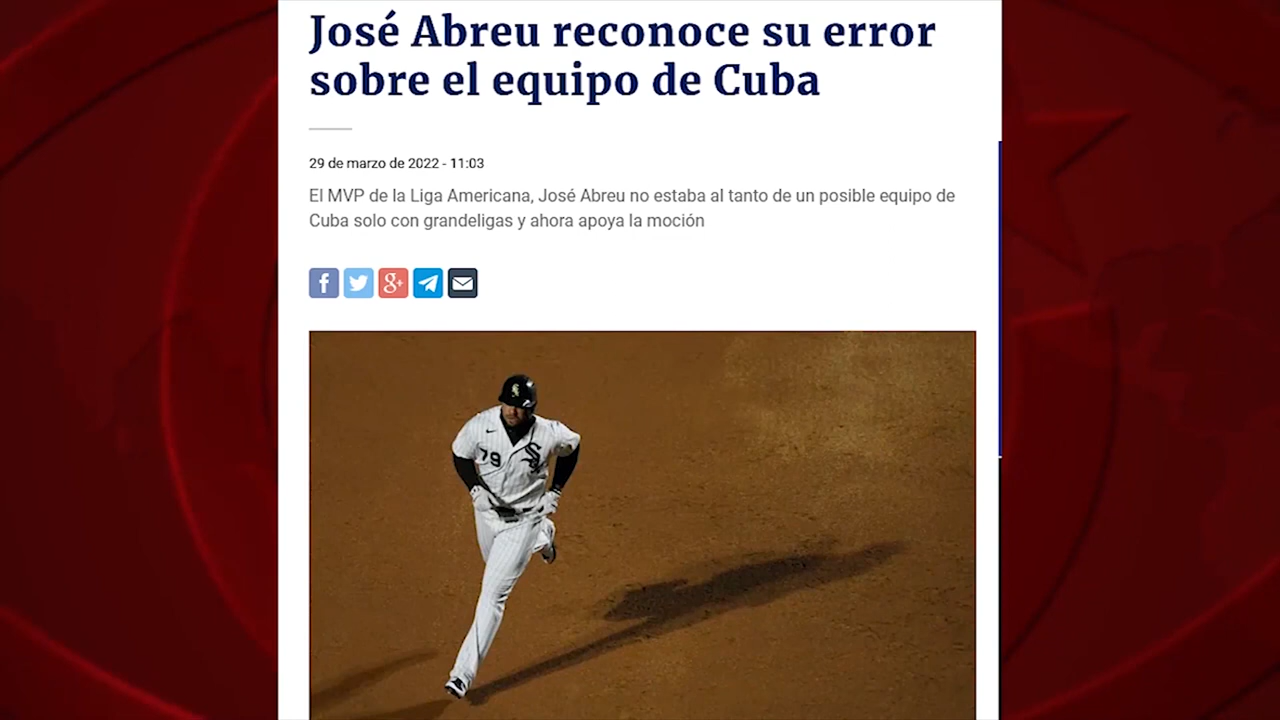 José Abreu reconoce su error
sobre el equipo de Cuba
29 de marzo de 2022 - 11:03
El MVP de la Liga Americana, José Abreu no estaba al tanto de un posible equipo de
Cuba solo con grandeligas y ahora apoya la moción
f
g+
79